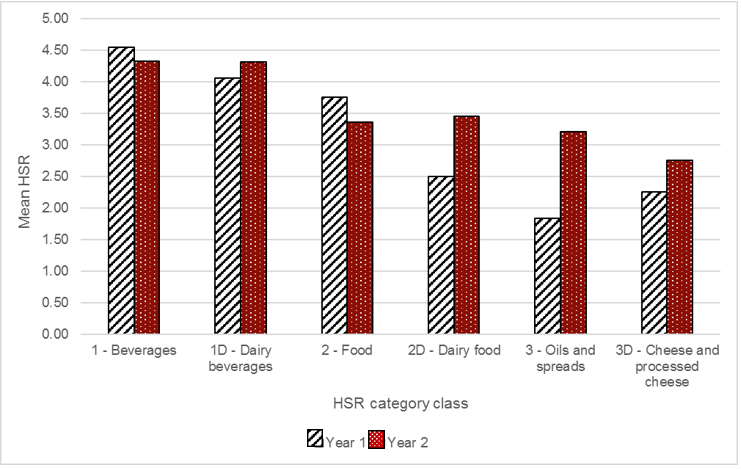 5.00
4.50
4.00
3.50
3.00
2.50
2.00
1.50
1.00
0.50
0.00
Mean HSR
1 - Beverages
1D - Dairy
beverages
2 - Food
2D - Dairy food
3 - Oils and
spreads
3D - Cheese and
processed
cheese
HSR category class
Year 1
Year 2